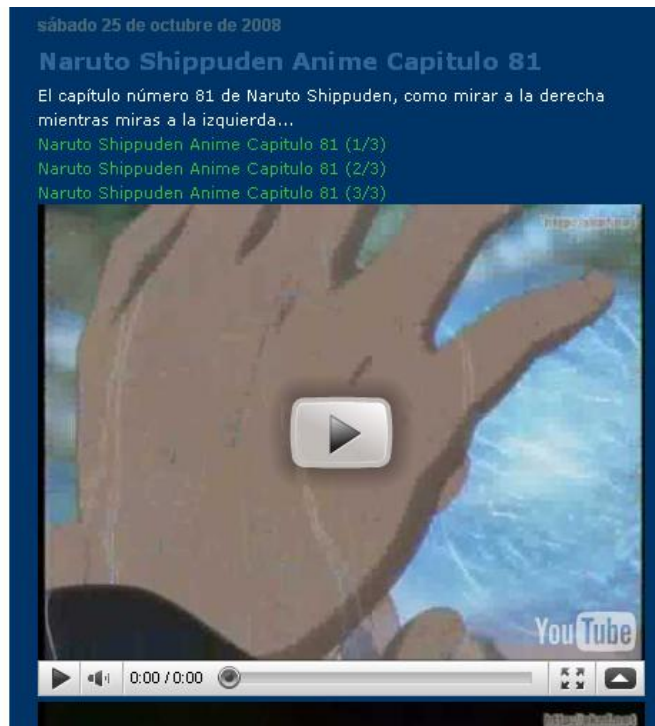 sábado 25 de octubre de 2008
Naruto Shippuden Anime Capitulo 81
El capítulo número 81 de Naruto Shippuden, como mirar a la derecha
mientras miras a la izquierda...
Naruto Shippuden Anime Capitulo 81 (1/3)
Naruto Shippuden Anime Capitulo 81 (2/3)
Naruto Shippuden Anime Capitulo 81 (3/3)
YouTube
0:00 / 0:00